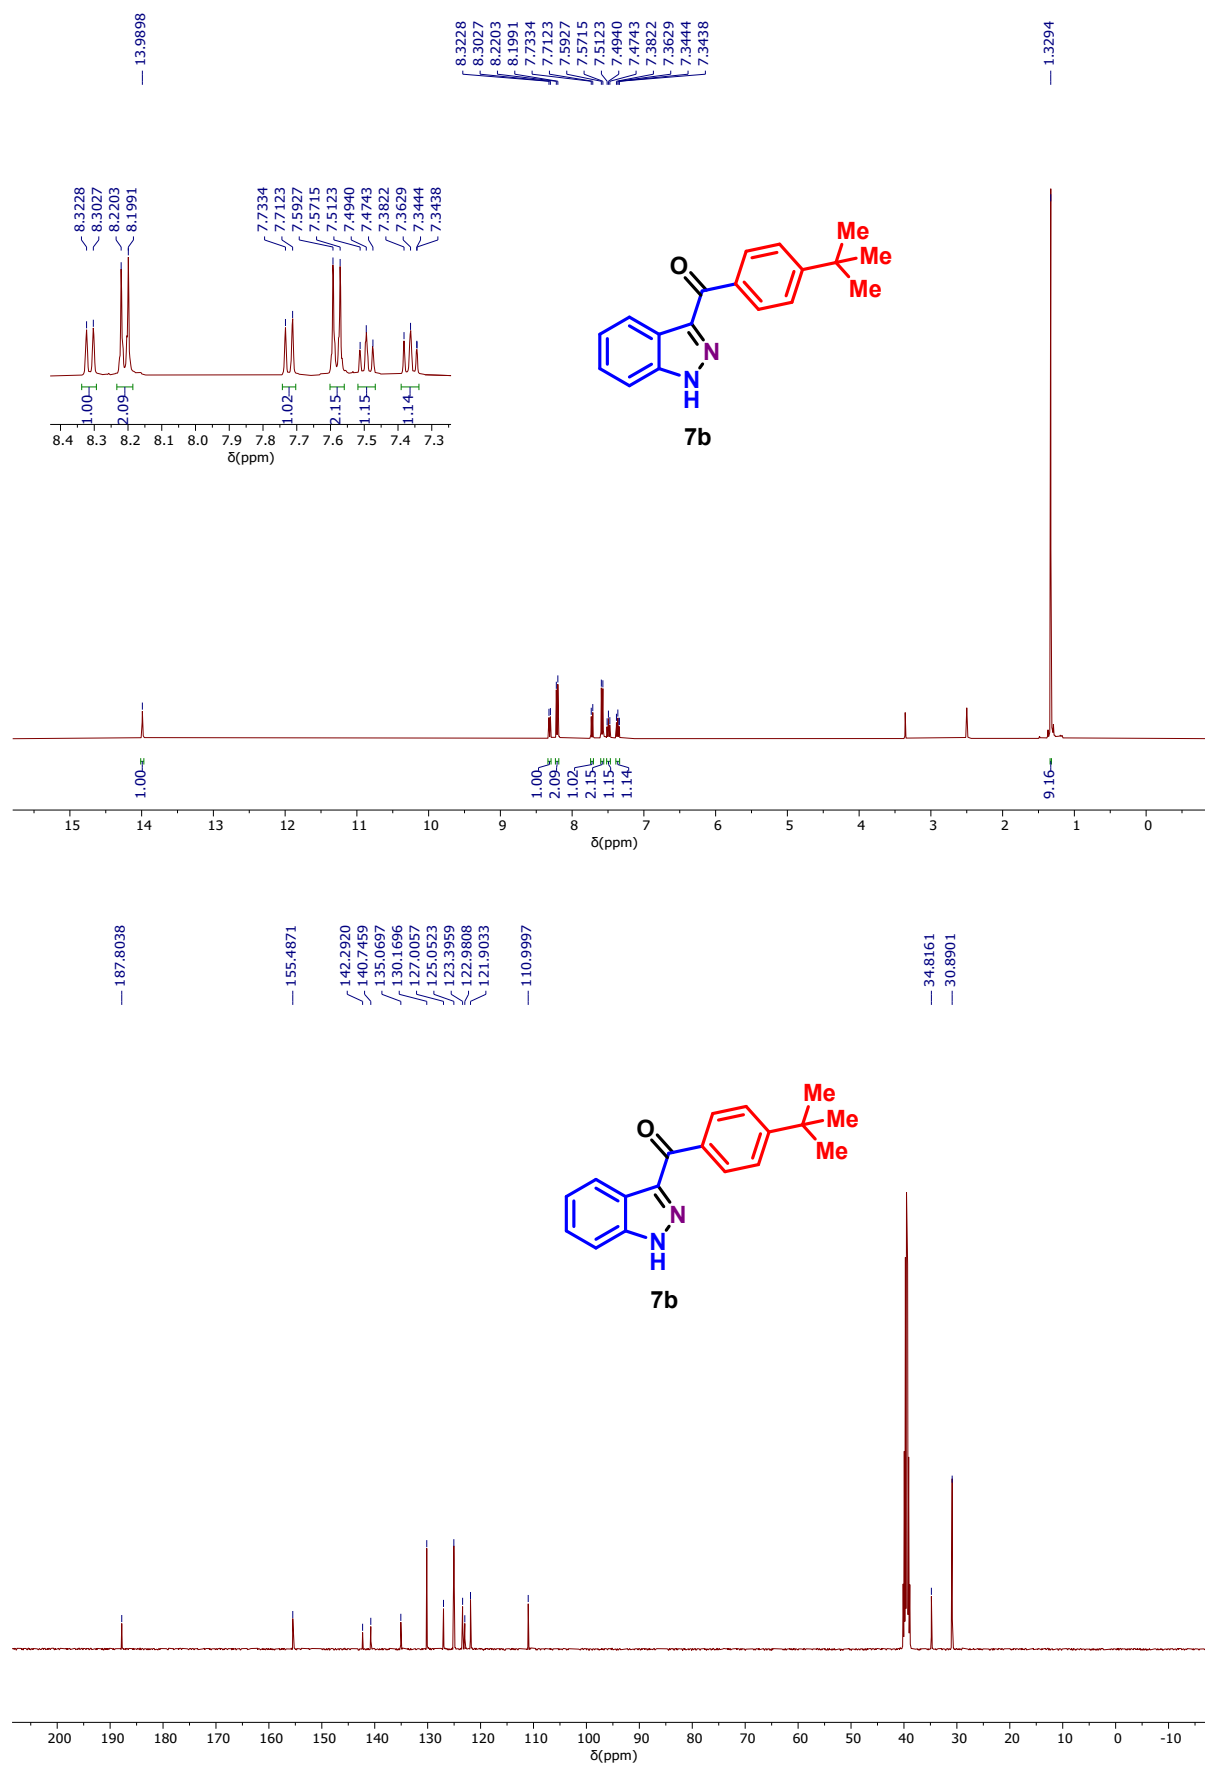 13.9898
8.3228
8.3027
8.2203
8.1991
7.7334
7.7123
7.5927
7.5715
7.5123
7.4940
7.4743
7.3822
7.3629
7.3444
7.3438
1.3294
8.3228
8.3027
8.2203
8.1991
7.7334
7.7123
7.5927
7.5715
7.5123
7.4940
7.4743
7.3822
7.3629
7.3444
7.3438
1.00
2.09
1.02
2.15
1.15
1.14
8.4 8.3 8.2 8.1 8.0 7.9 7.8 7.7 7.6 7.5 7.4 7.3
δ(ppm)
Me
Me
Me
O
N
N
H
7b
1.00
1.00
2.09
1.02
2.15
1.15
1.14
9.16
15 14 13 12 11 10 9 8 7 6 5 4 3 2 1 0
δ(ppm)
187.8038
155.4871
142.2920
140.7459
135.0697
130.1696
127.0057
125.0523
123.3959
122.9808
121.9033
110.9997
34.8161
30.8901
Me
Me
Me
O
N
N
H
7b
200 190 180 170 160 150 140 130 120 110 100 90 80 70 60 50 40 30 20 10 0 -10
δ(ppm)